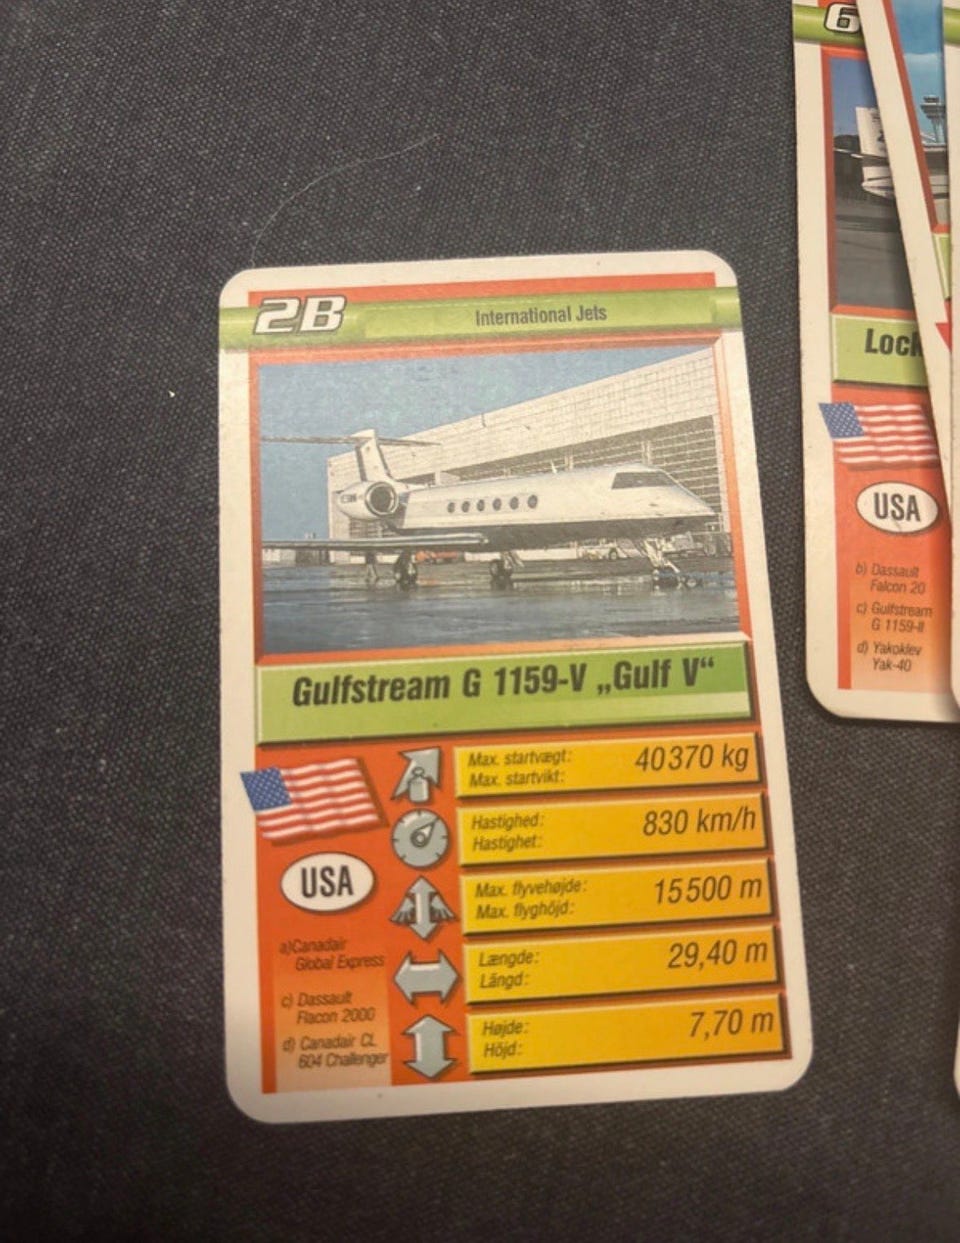 2B
International Jets
Gulfstream G 1159-V „Gulf V“
Max. startvægt:
Max. startvikt:
40370 kg
Hastighed:
Hastighet:
830 km/h
Max. flyvehøjde:
Max. flyghöjd:
15500 m
Længde:
Längd:
29,40 m
Højde:
Höjd:
7,70 m
USA
a)Canadair
Global Express
c) Dassault
Flacon 2000
d) Canadair CL
604 Challenger
6
Lock
USA
b) Dassault
Falcon 20
c) Gulfstream
G 1159-II
d) Yakoklev
Yak-40